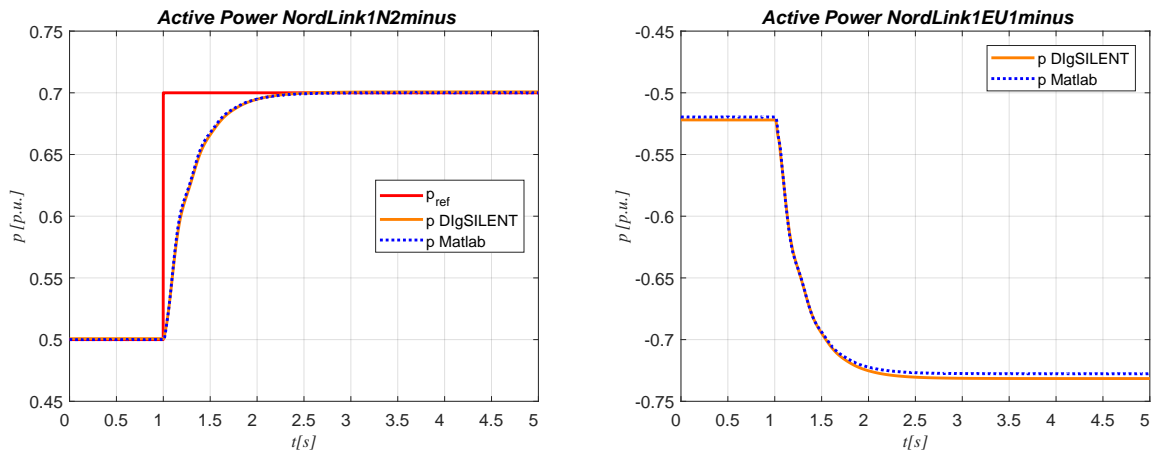 Active Power NordLink1N2minus
0.75
0.7
0.65
0.6
0.55
0.5
0.45
p [p.u.]
p_ref
p DIgSILENT
p Matlab
0 0.5 1 1.5 2 2.5 3 3.5 4 4.5 5
t[s]
Active Power NordLink1EU1minus
-0.45
-0.5
-0.55
-0.6
-0.65
-0.7
-0.75
p [p.u.]
p DIgSILENT
p Matlab
0 0.5 1 1.5 2 2.5 3 3.5 4 4.5 5
t[s]